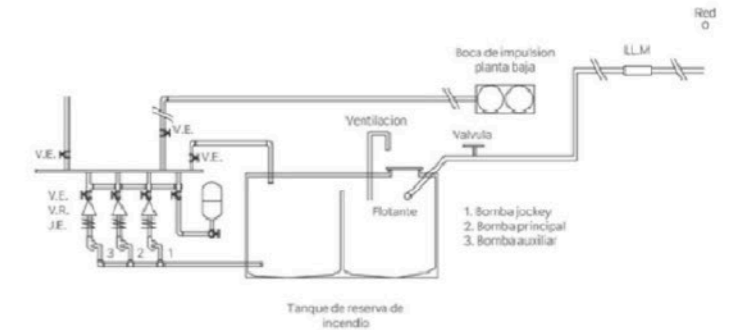 Red
o
Boca de impulsion
planta baja
ILL.M
Ventilacion
Valvula
V.E.
V.E.
V.E.
V.E.
V.R.
J.E.
Flotante
3 2 1
1. Bomba jockey
2. Bomba principal
3. Bomba auxiliar
Tanque de reserva de
incendio